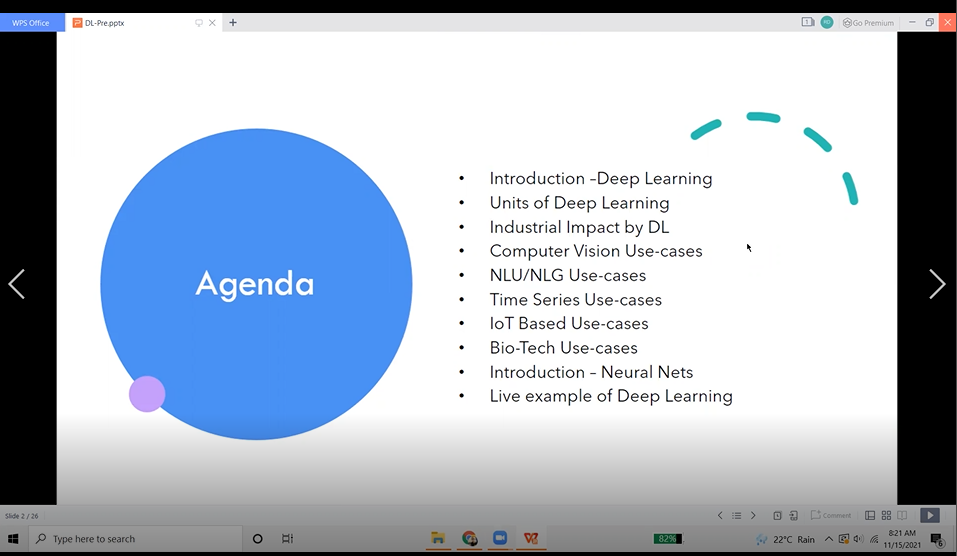 WPS Office
DL-Pre.pptx
Go Premium
Agenda
• Introduction –Deep Learning
• Units of Deep Learning
• Industrial Impact by DL
• Computer Vision Use-cases
• NLU/NLG Use-cases
• Time Series Use-cases
• IoT Based Use-cases
• Bio-Tech Use-cases
• Introduction – Neural Nets
• Live example of Deep Learning
Slide 2 / 26
Comment
Type here to search
82%
22°C Rain
8:21 AM
11/15/2021
6